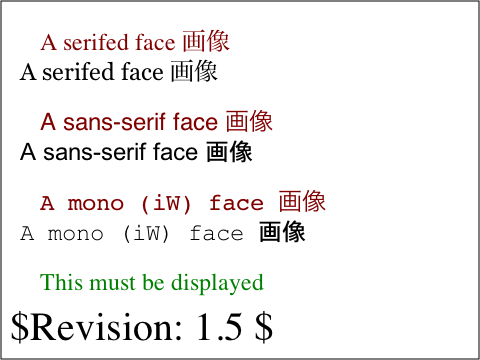 A serifed face 画像
A serifed face 画像
A sans-serif face 画像
A sans-serif face 画像
A mono (iW) face 画像
A mono (iW) face 画像
This must be displayed
$Revision: 1.5 $